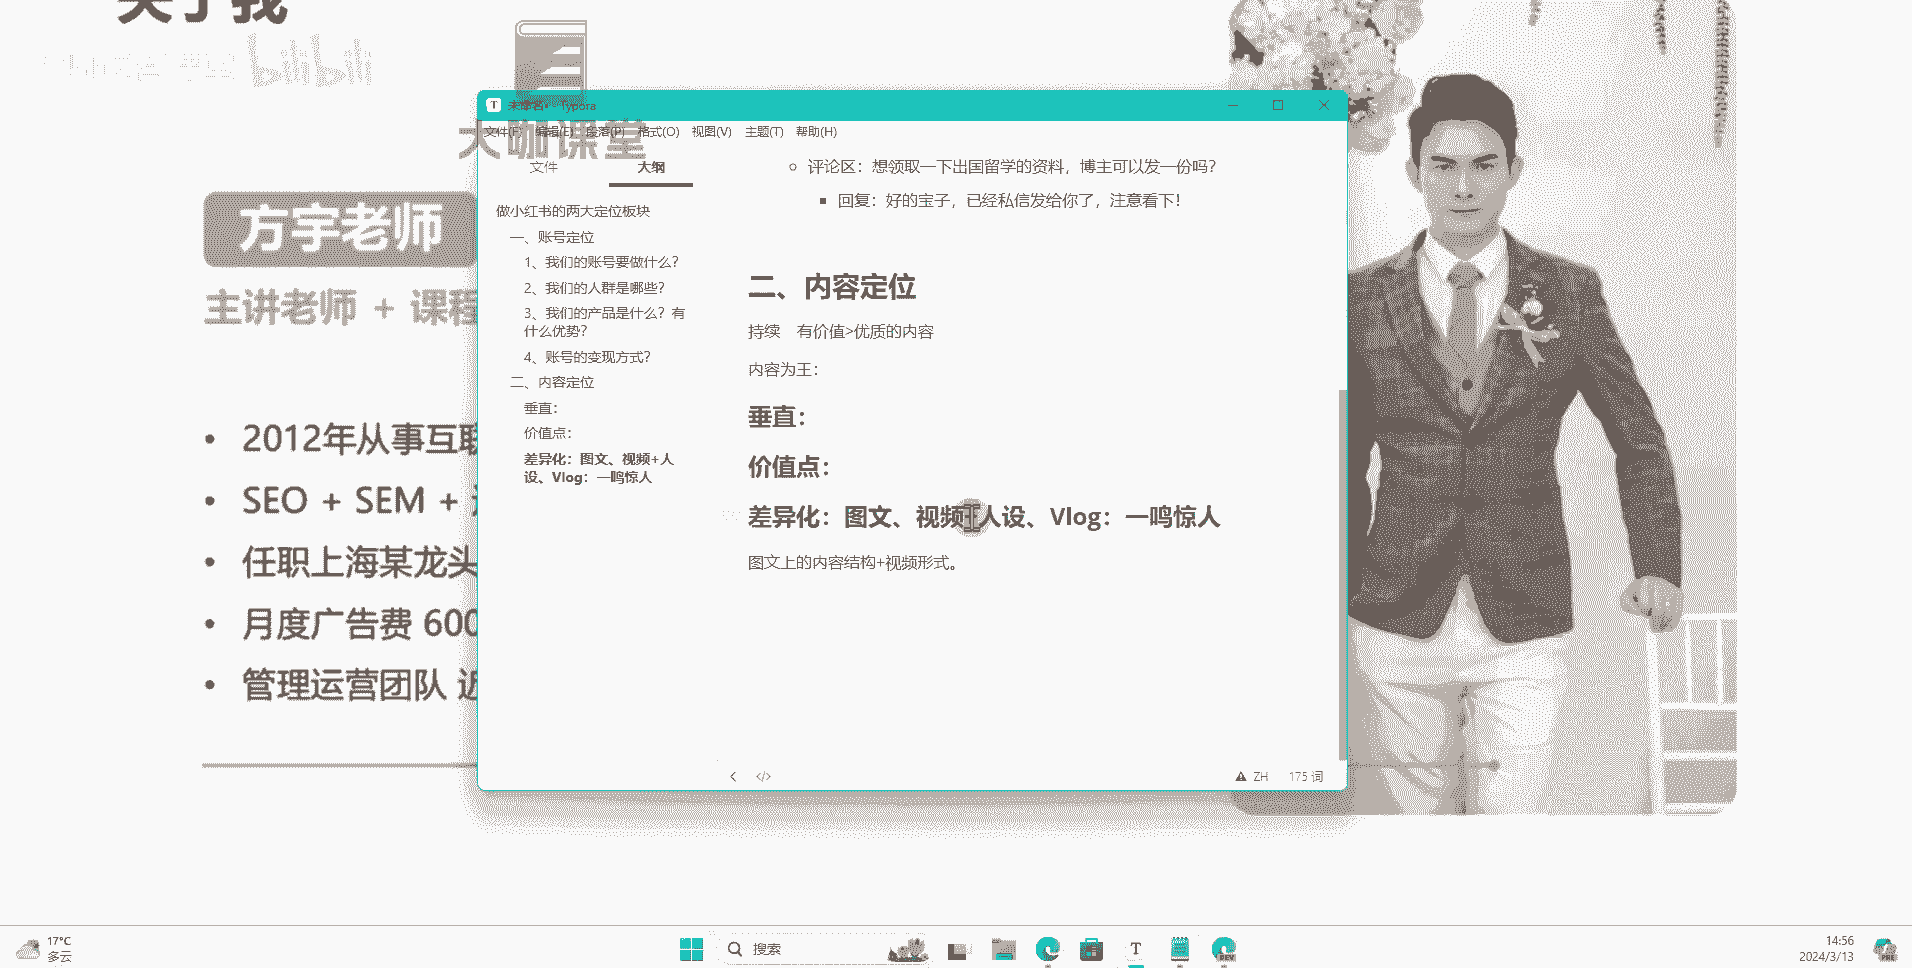 关于我
bilibili
大咖课堂
方宇老师
主讲老师 + 课程
2012年从事互联
SEO + SEM +
任职上海某龙头
月度广告费 600
管理运营团队 近
未命名 - Typora
文件(F) 编辑(E) 段落(P) 格式(O) 视图(V) 主题(T) 帮助(H)
文件 大纲
做小红书的两大定位板块
一、账号定位
1、我们的账号要做什么？
2、我们的人群是哪些？
3、我们的产品是什么？有
什么优势？
4、账号的变现方式？
二、内容定位
垂直：
价值点：
差异化：图文、视频+人
设、Vlog：一鸣惊人
评论区：想领取一下出国留学的资料，博主可以发一份吗？
回复：好的宝子，已经私信发给你了，注意看下！
二、内容定位
持续 有价值>优质的内容
内容为王：
垂直：
价值点：
差异化：图文、视频+人设、Vlog：一鸣惊人
图文上的内容结构+视频形式。
ZH 175 词
17°C
多云
搜索
14:56
2024/3/13